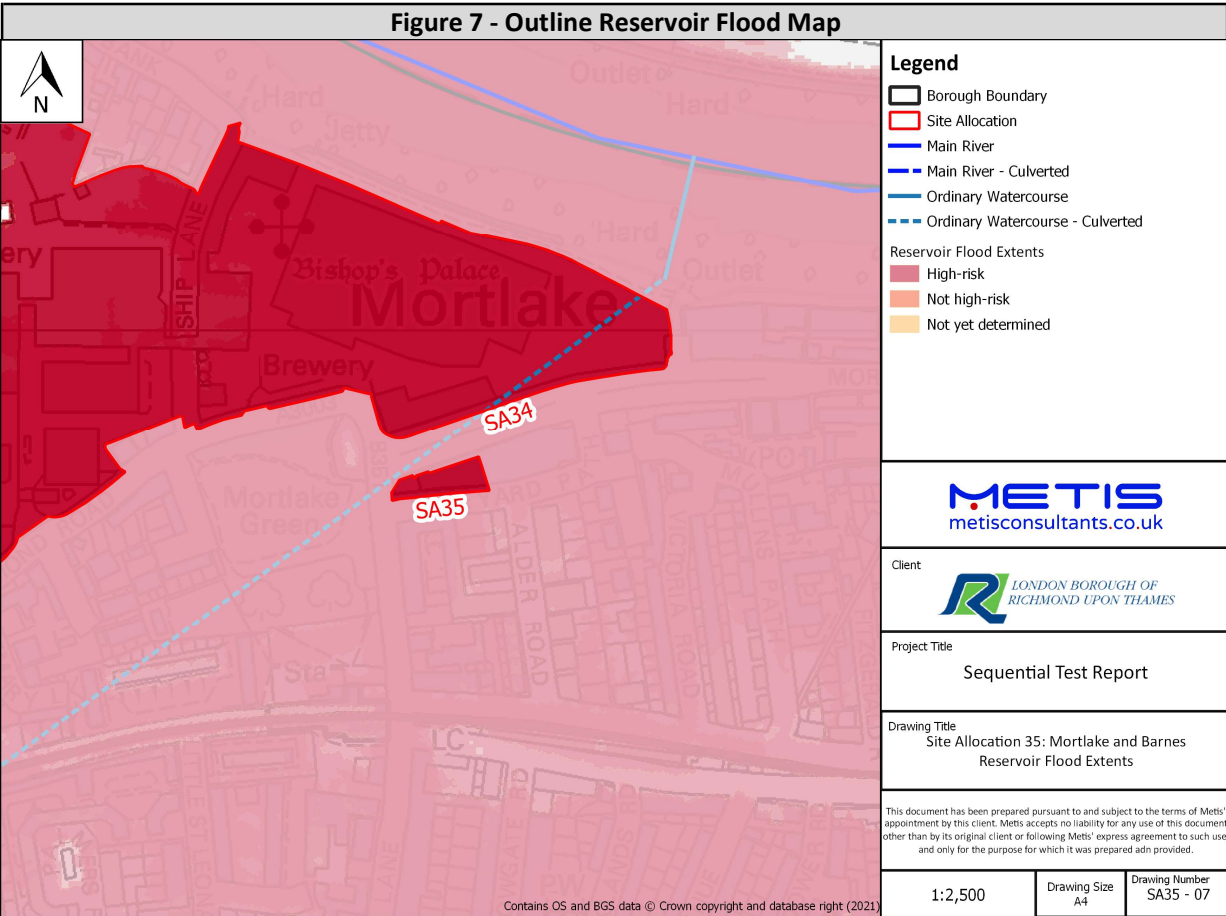 Figure 7 - Outline Reservoir Flood Map
N
Outlet
Hard
Hard
Jetty
Hard
Outlet
SHIP LANE
ery
Bishop's Palace
Mortlake
Brewery
MOR
SA34
SA35
Mortlake
Green
ALDER ROAD
ROAD
Sta
LC
P.W
Contains OS and BGS data © Crown copyright and database right (2021)
Legend
Borough Boundary
Site Allocation
Main River
Main River - Culverted
Ordinary Watercourse
Ordinary Watercourse - Culverted
Reservoir Flood Extents
High-risk
Not high-risk
Not yet determined
METIS
metisconsultants.co.uk
Client
LONDON BOROUGH OF
RICHMOND UPON THAMES
Project Title
Sequential Test Report
Drawing Title
Site Allocation 35: Mortlake and Barnes
Reservoir Flood Extents
This document has been prepared pursuant to and subject to the terms of Metis'
appointment by this client. Metis accepts no liability for any use of this document
other than by its original client or following Metis' express agreement to such use
and only for the purpose for which it was prepared adn provided.
1:2,500
Drawing Size
A4
Drawing Number
SA35 - 07